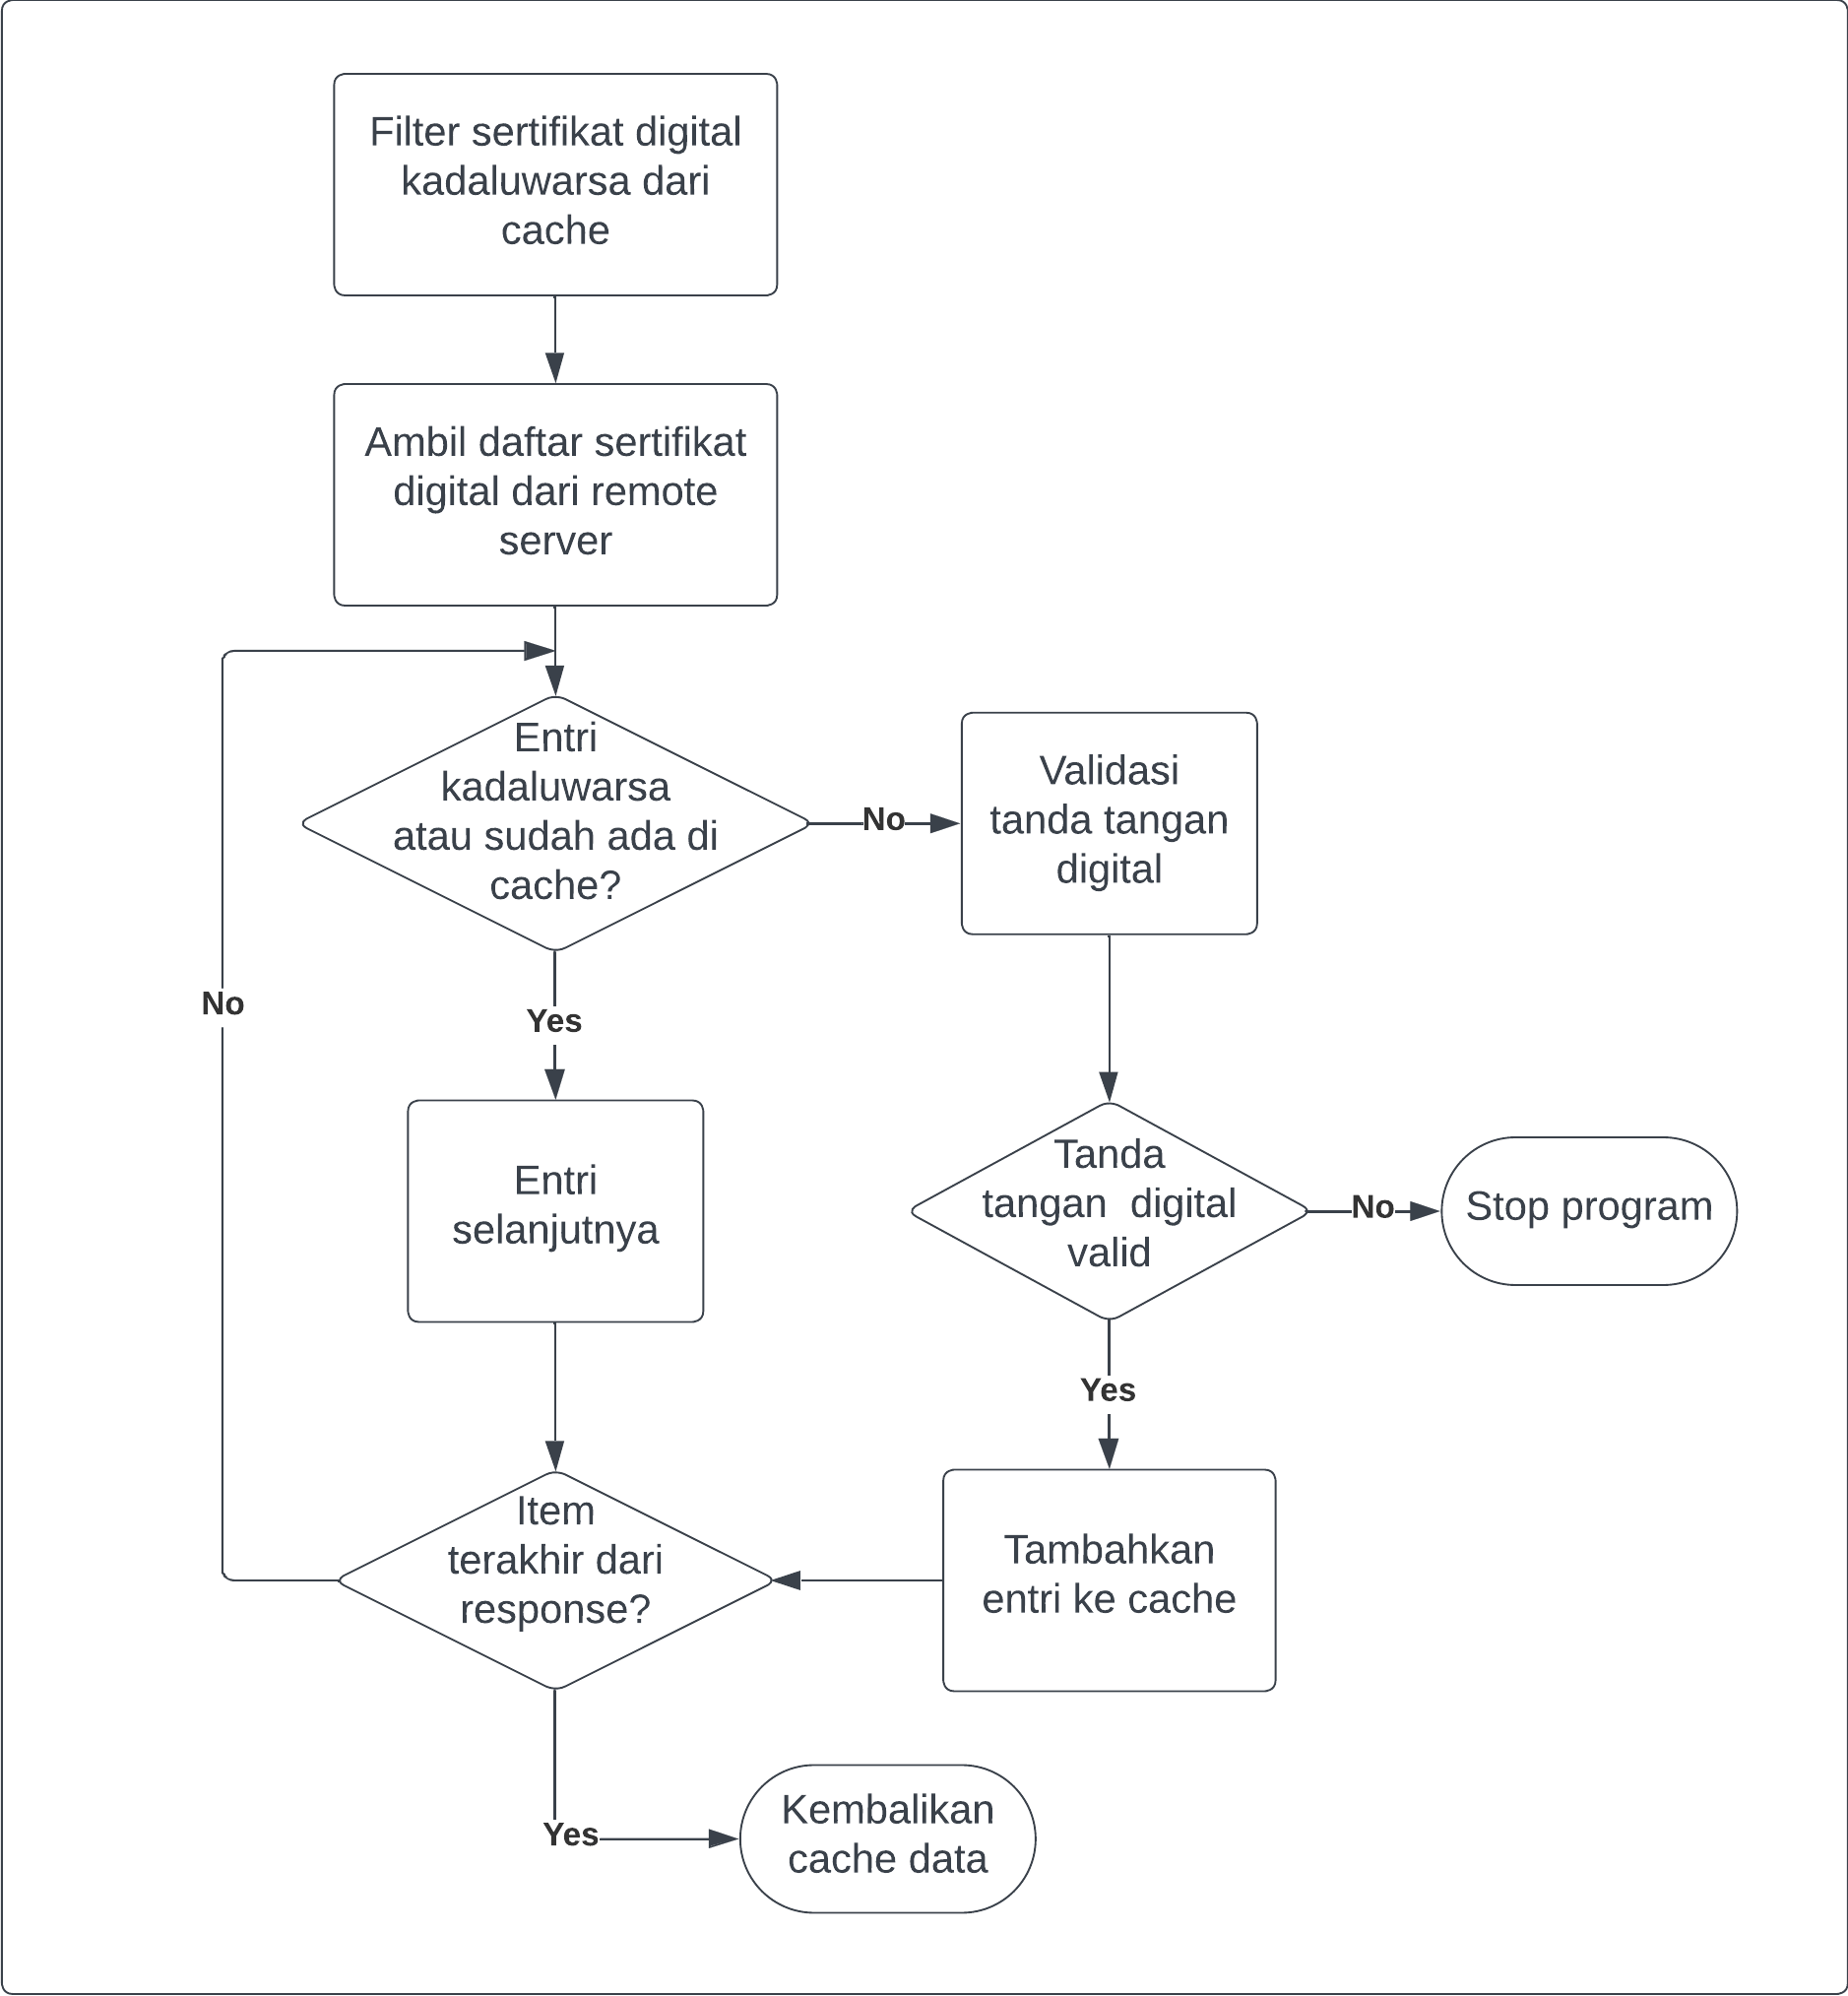 Filter sertifikat digital
kadaluwarsa dari
cache
Ambil daftar sertifikat
digital dari remote
server
Entri
kadaluwarsa
atau sudah ada di
cache?
No
Validasi
tanda tangan
digital
No
Yes
Entri
selanjutnya
Tanda
tangan  digital
valid
No
Stop program
Yes
Item
terakhir dari
response?
Tambahkan
entri ke cache
Yes
Kembalikan
cache data